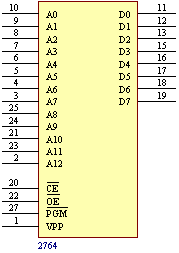 10 A0 D0 11
9 A1 D1 12
8 A2 D2 13
7 A3 D3 15
6 A4 D4 16
5 A5 D5 17
4 A6 D6 18
3 A7 D7 19
25 A8
24 A9
21 A10
23 A11
2 A12
20 CE
22 OE
27 PGM
1 VPP
2764